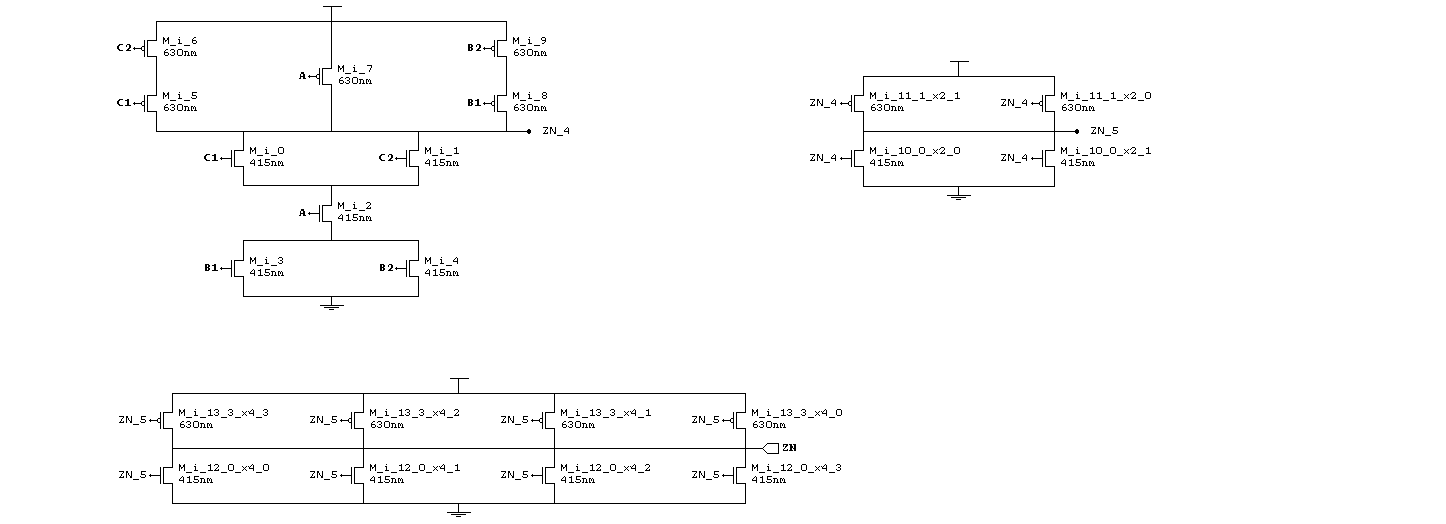 C2 M_i_6
630nm
A M_i_7
630nm
B2 M_i_9
630nm
C1 M_i_5
630nm
B1 M_i_8
630nm
ZN_4
C1 M_i_0
415nm
C2 M_i_1
415nm
A M_i_2
415nm
B1 M_i_3
415nm
B2 M_i_4
415nm
ZN_4 M_i_11_1_x2_1
630nm
ZN_4 M_i_11_1_x2_0
630nm
ZN_5
ZN_4 M_i_10_0_x2_0
415nm
ZN_4 M_i_10_0_x2_1
415nm
ZN_5 M_i_13_3_x4_3
630nm
ZN_5 M_i_13_3_x4_2
630nm
ZN_5 M_i_13_3_x4_1
630nm
ZN_5 M_i_13_3_x4_0
630nm
ZN
ZN_5 M_i_12_0_x4_0
415nm
ZN_5 M_i_12_0_x4_1
415nm
ZN_5 M_i_12_0_x4_2
415nm
ZN_5 M_i_12_0_x4_3
415nm